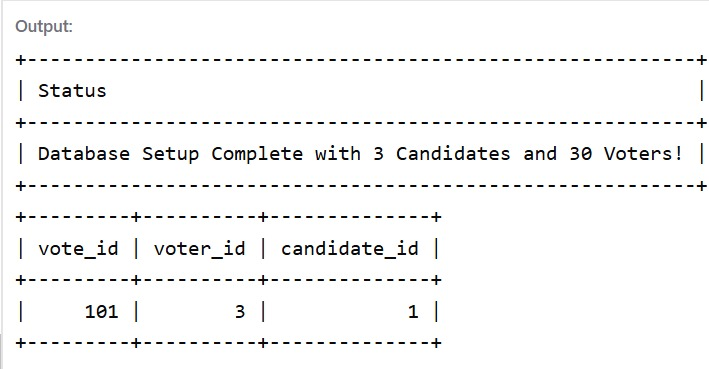 Output:
+----------------------------------------------------------+
| Status                                                   |
+----------------------------------------------------------+
| Database Setup Complete with 3 Candidates and 30 Voters! |
+----------------------------------------------------------+
+---------+----------+--------------+
| vote_id | voter_id | candidate_id |
+---------+----------+--------------+
|     101 |        3 |            1 |
+---------+----------+--------------+